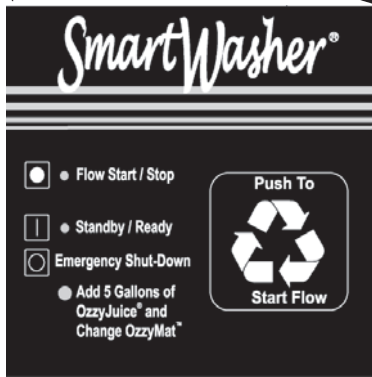 SmartWasher®
Flow Start / Stop
Push To
Standby / Ready
Emergency Shut-Down
Start Flow
Add 5 Gallons of
OzzyJuice® and
Change OzzyMat™